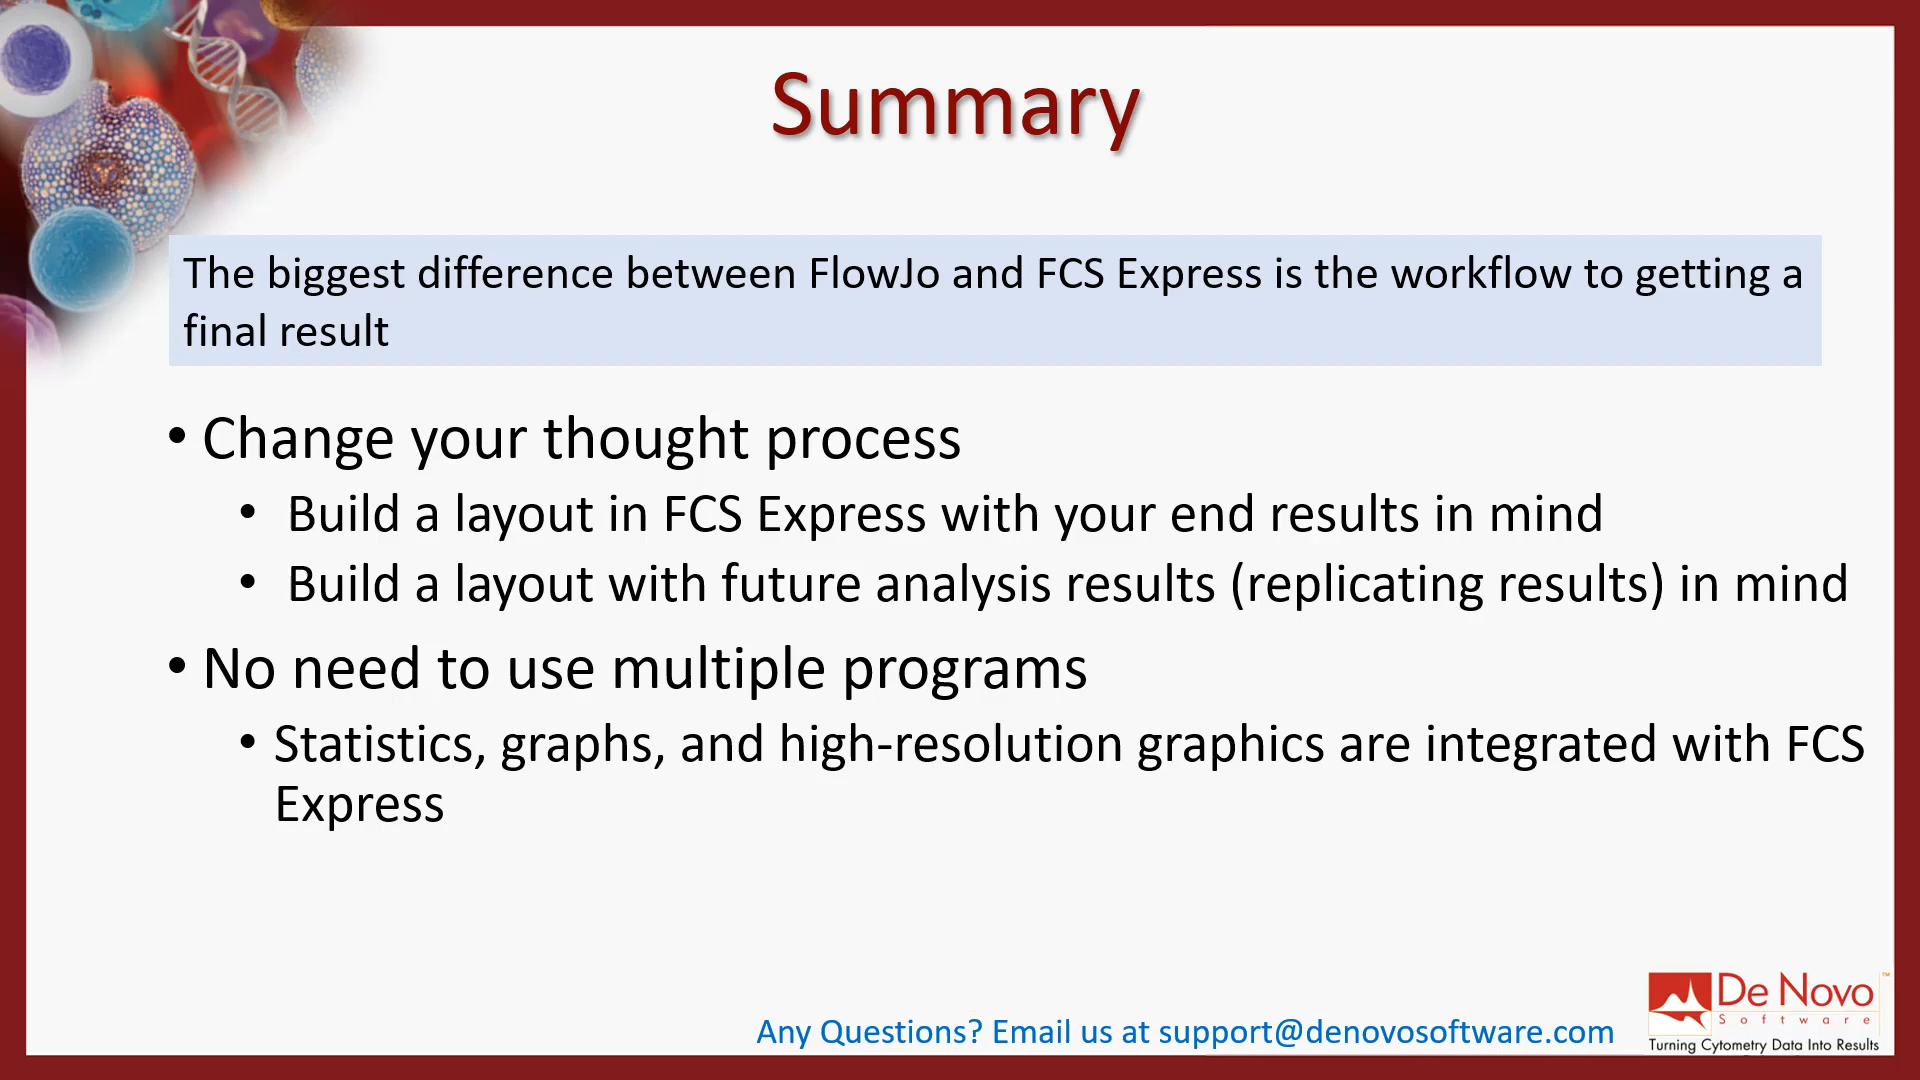 Summary
The biggest difference between FlowJo and FCS Express is the workflow to getting a
final result
• Change your thought process
• Build a layout in FCS Express with your end results in mind
• Build a layout with future analysis results (replicating results) in mind
• No need to use multiple programs
• Statistics, graphs, and high-resolution graphics are integrated with FCS
Express
Any Questions? Email us at support@denovosoftware.com
De Novo™
Software
Turning Cytometry Data Into Results